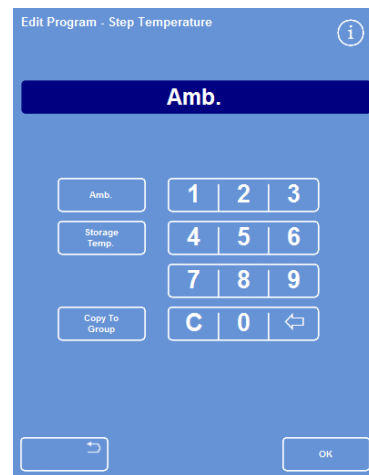 Edit Program - Step Temperature
i
Amb.
Amb.
1 2 3
Storage
Temp.
4 5 6
7 8 9
Copy To
Group
C 0
OK